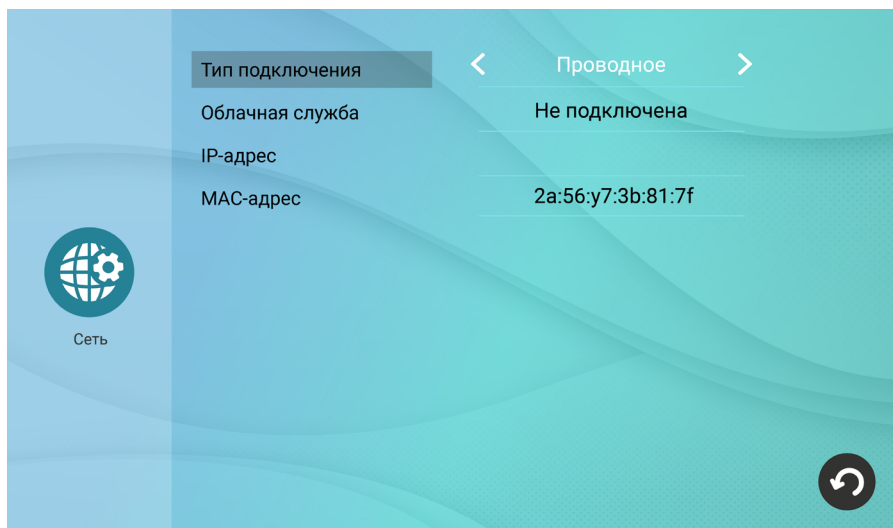 Тип подключения
Проводное
Облачная служба
Не подключена
IP-адрес
MAC-адрес
2a:56:y7:3b:81:7f
Сеть